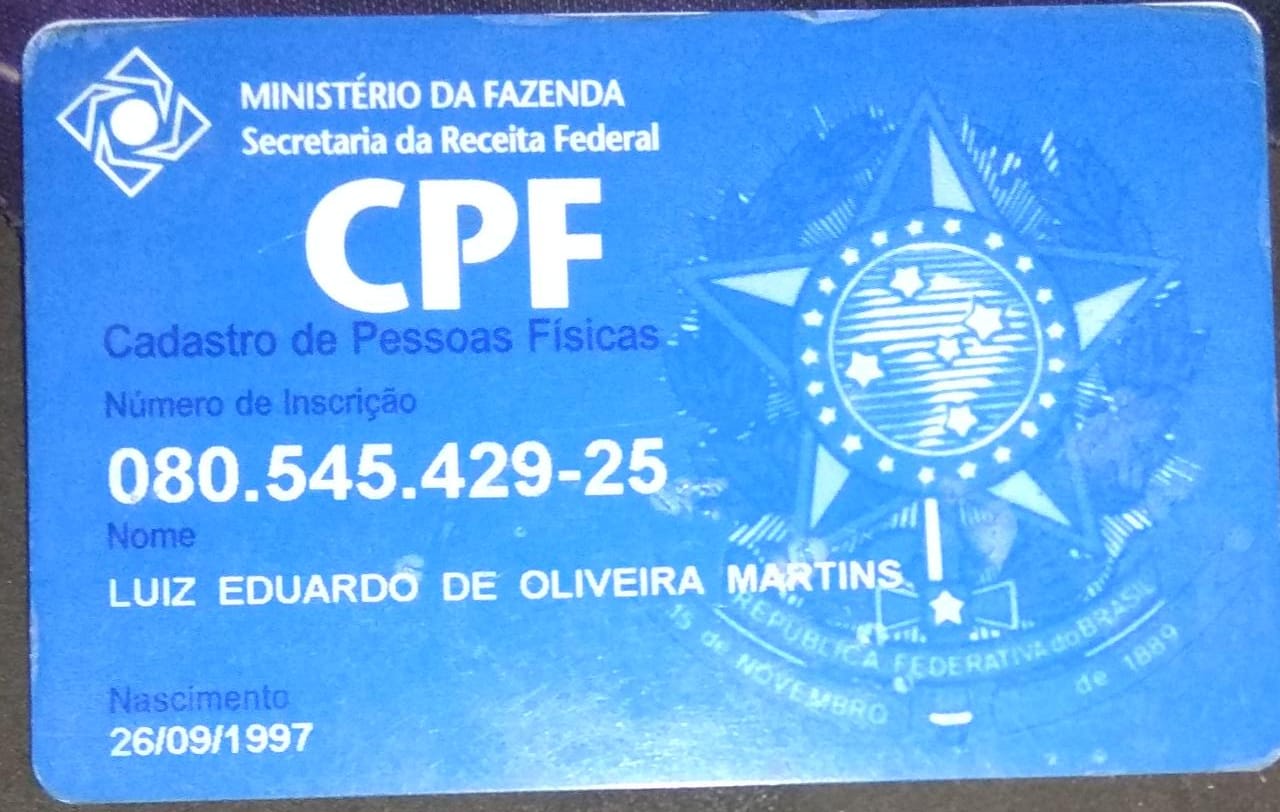 MINISTÉRIO DA FAZENDA
Secretaria da Receita Federal
CPF
Cadastro de Pessoas Físicas
Número de Inscrição
080.545.429-25
Nome
LUIZ EDUARDO DE OLIVEIRA MARTINS
REPÚBLICA FEDERATIVA do BRASIL
15 de NOVEMBRO de 1889
Nascimento
26/09/1997